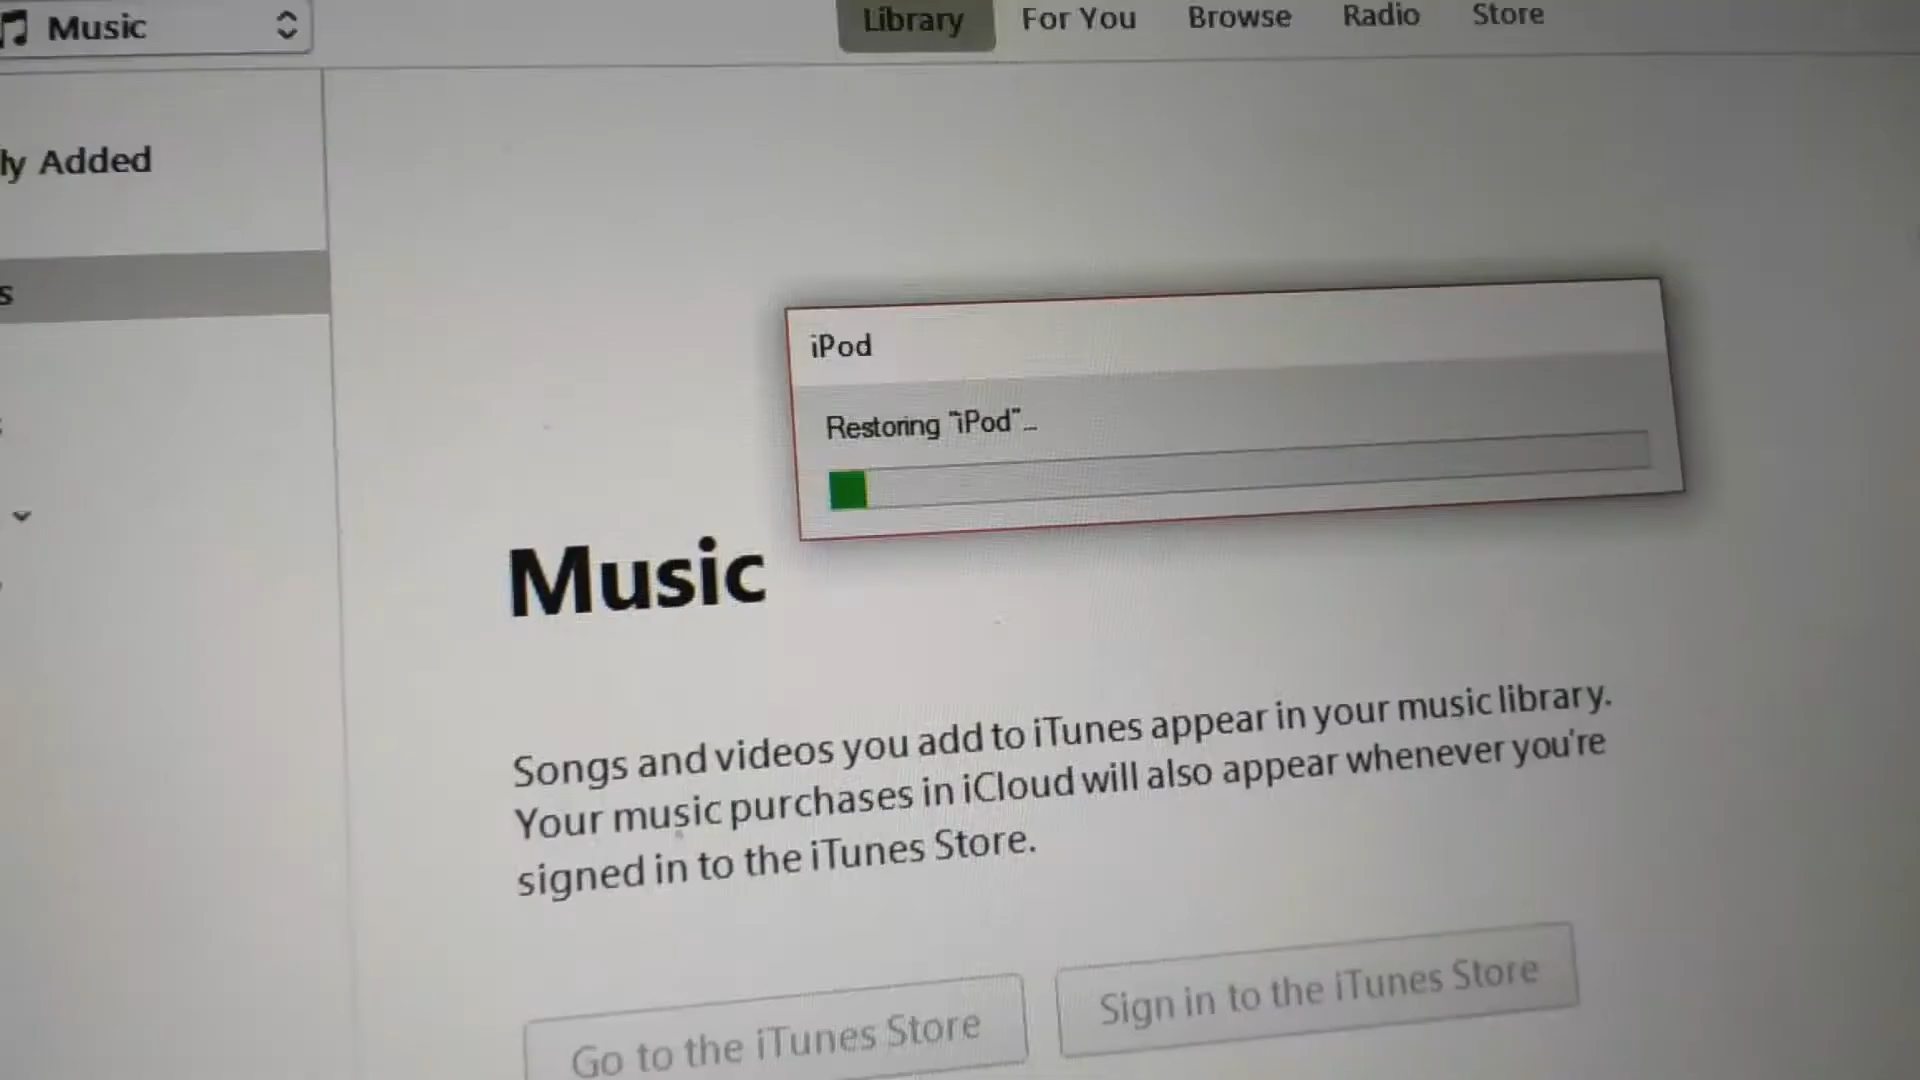 Music
Library
For You
Browse
Radio
Store
ly Added
s
iPod
Restoring "iPod"...
Music
Songs and videos you add to iTunes appear in your music library.
Your music purchases in iCloud will also appear whenever you're
signed in to the iTunes Store.
Go to the iTunes Store
Sign in to the iTunes Store